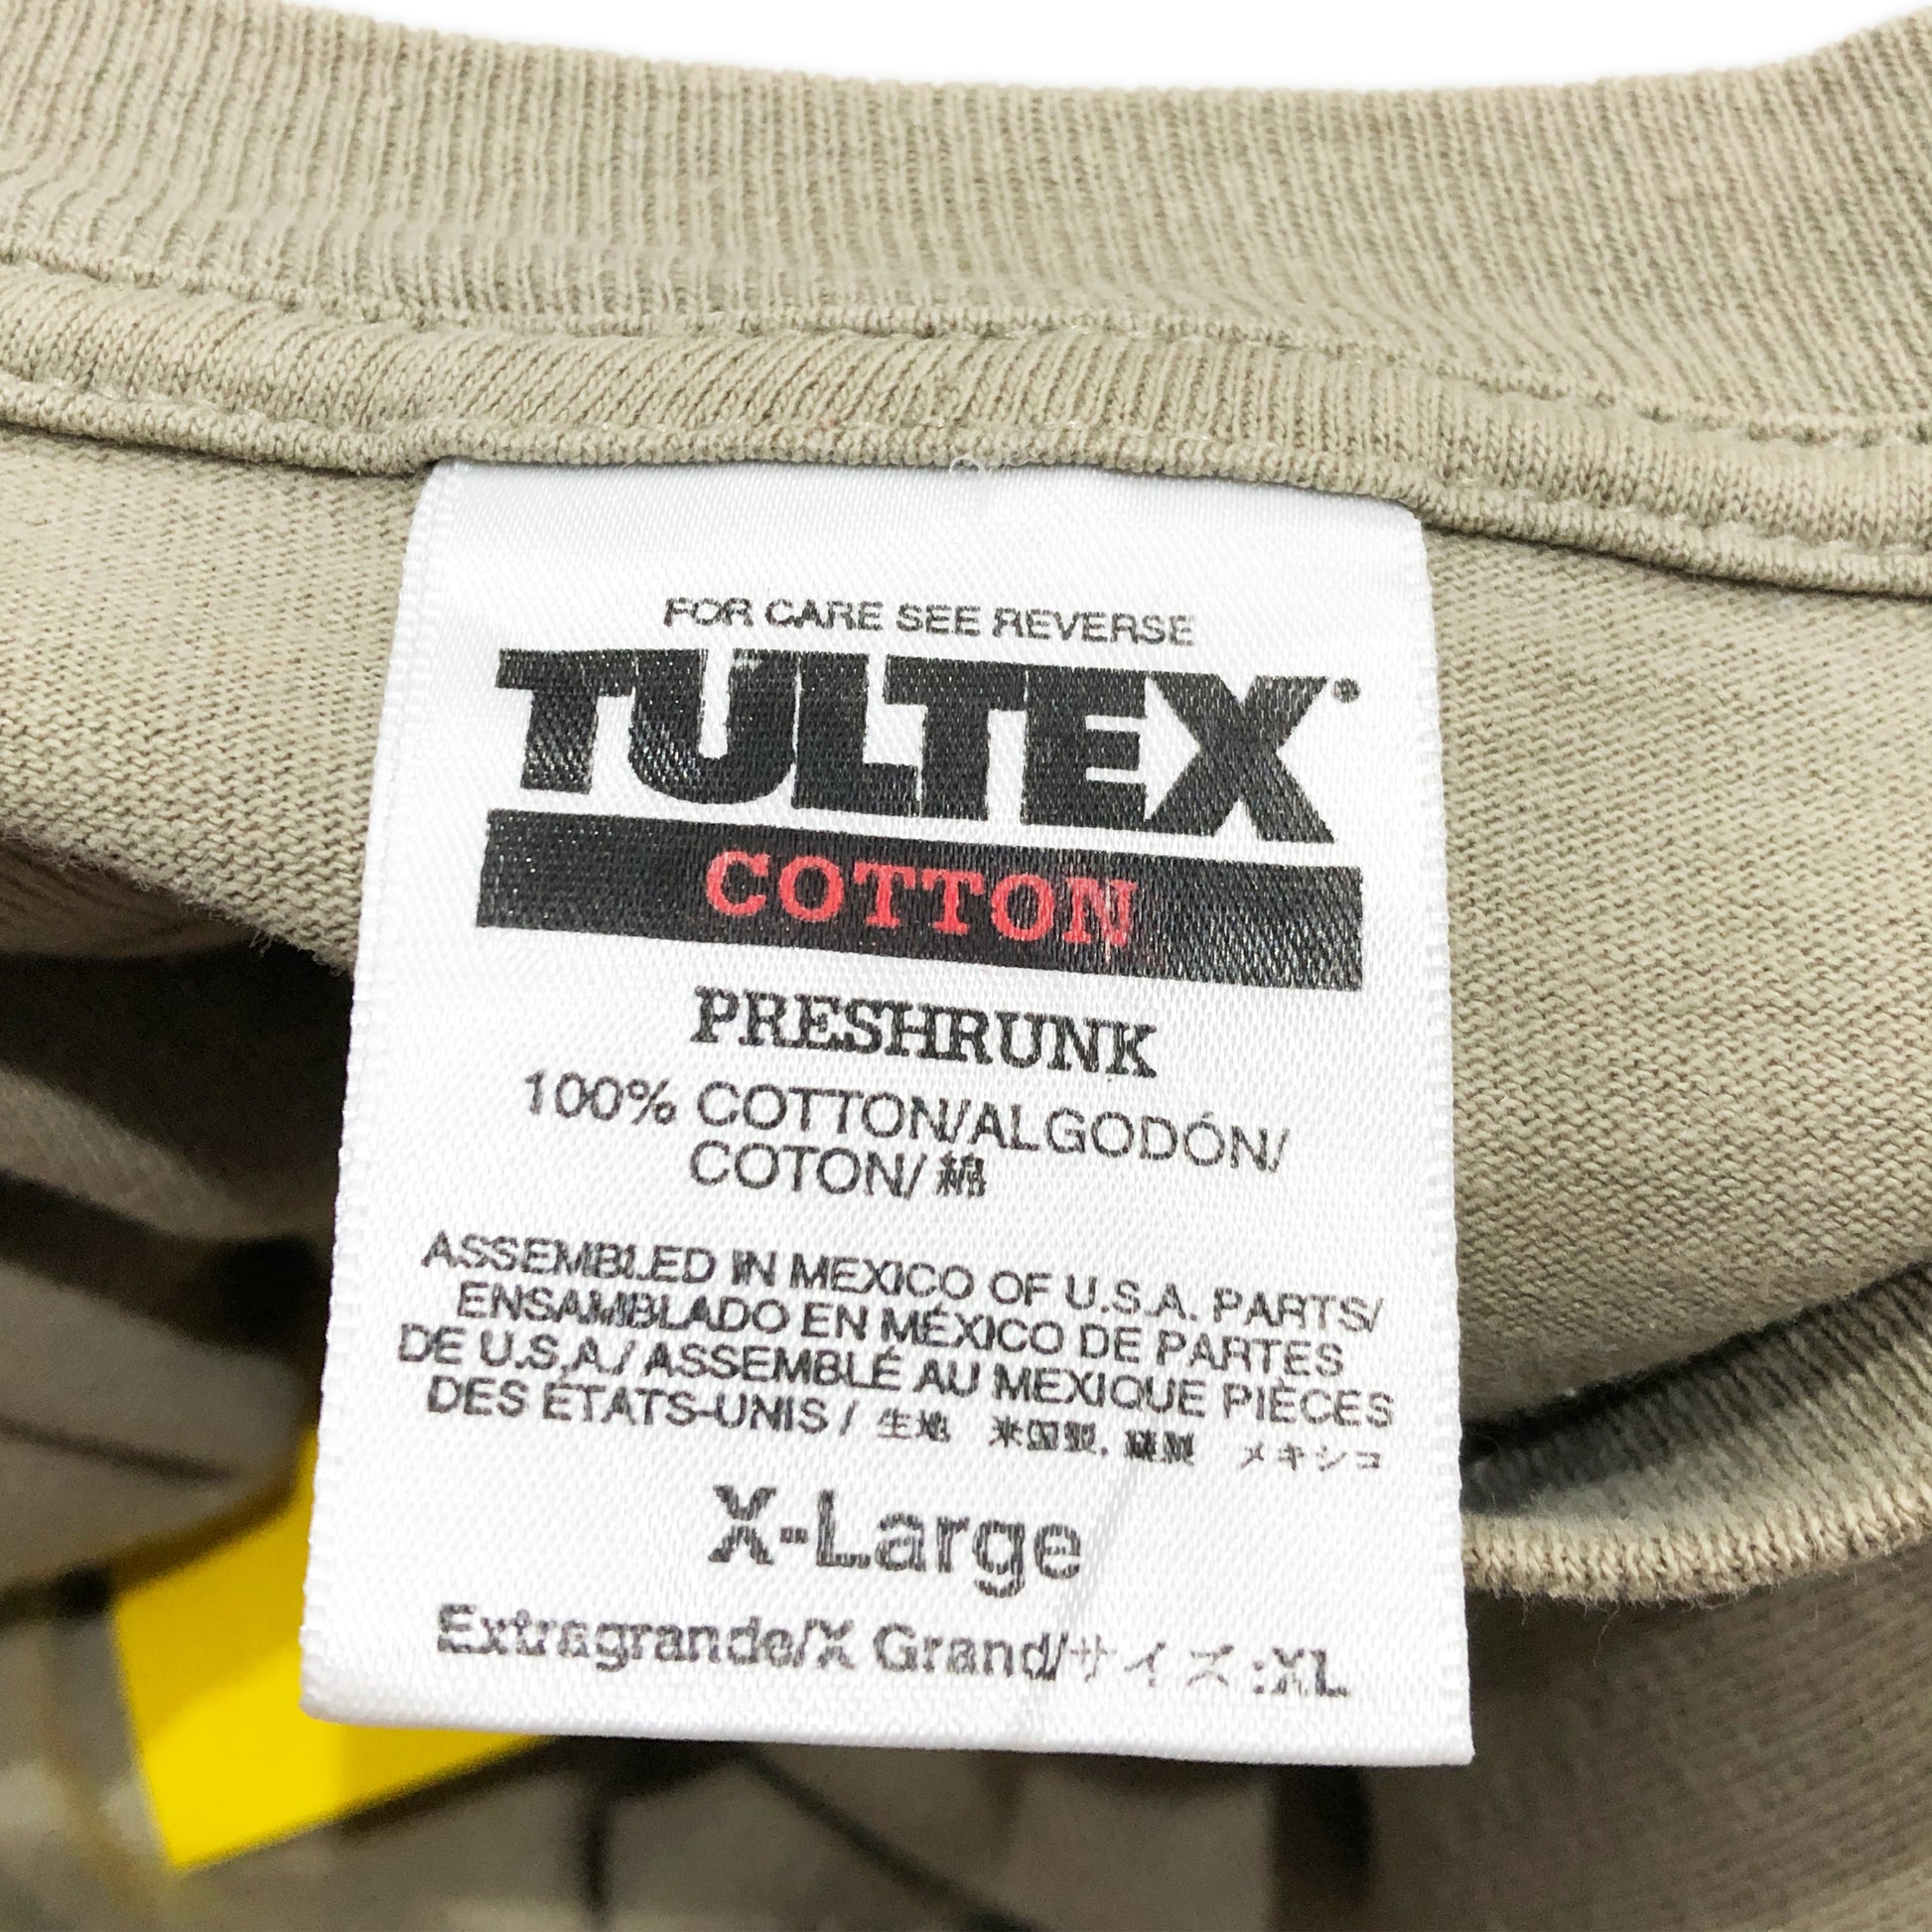 FOR CARE SEE REVERSE
TULTEX®
COTTON
PRESHRUNK
100% COTTON/ALGODÓN/
COTON/ 綿
ASSEMBLED IN MEXICO OF U.S.A. PARTS/
ENSAMBLADO EN MÉXICO DE PARTES
DE U.S.A./ ASSEMBLÉ AU MEXIQUE PIÈCES
DES ÉTATS-UNIS / 生地 米国製, 縫製 メキシコ
X-Large
Extragrande/X Grand/サイズ:XL